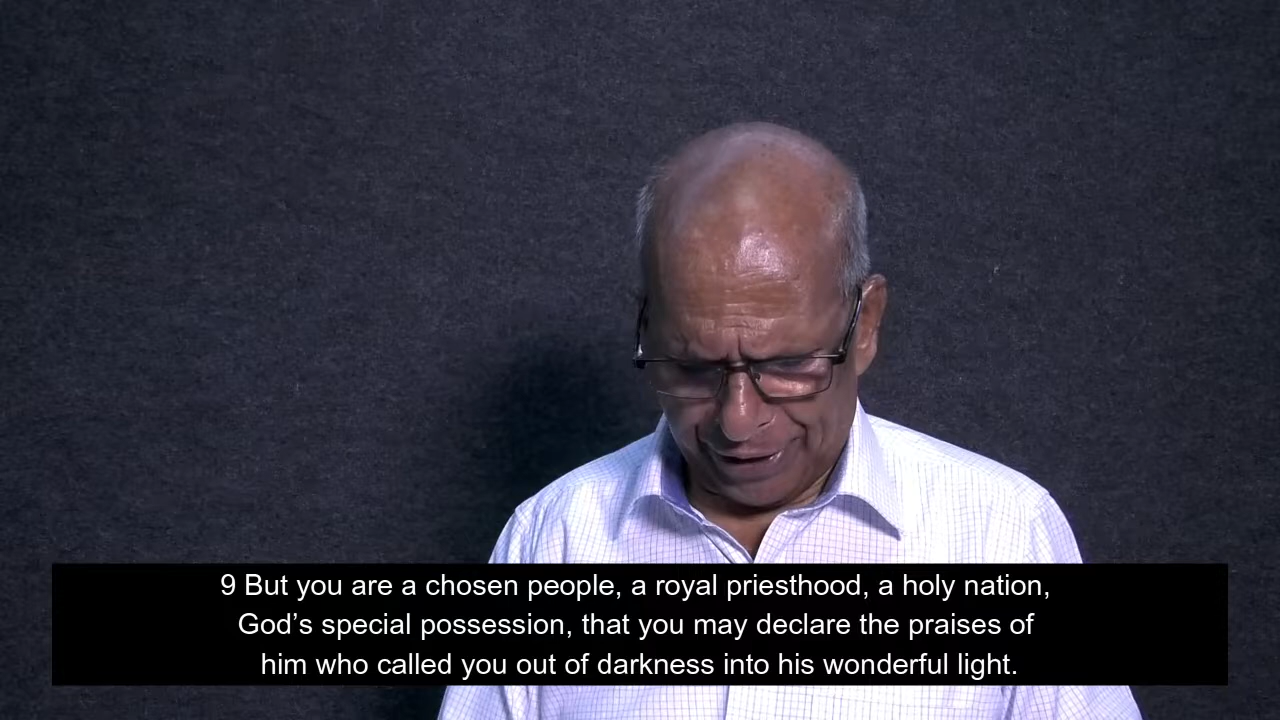 9 But you are a chosen people, a royal priesthood, a holy nation,
God’s special possession, that you may declare the praises of
him who called you out of darkness into his wonderful light.